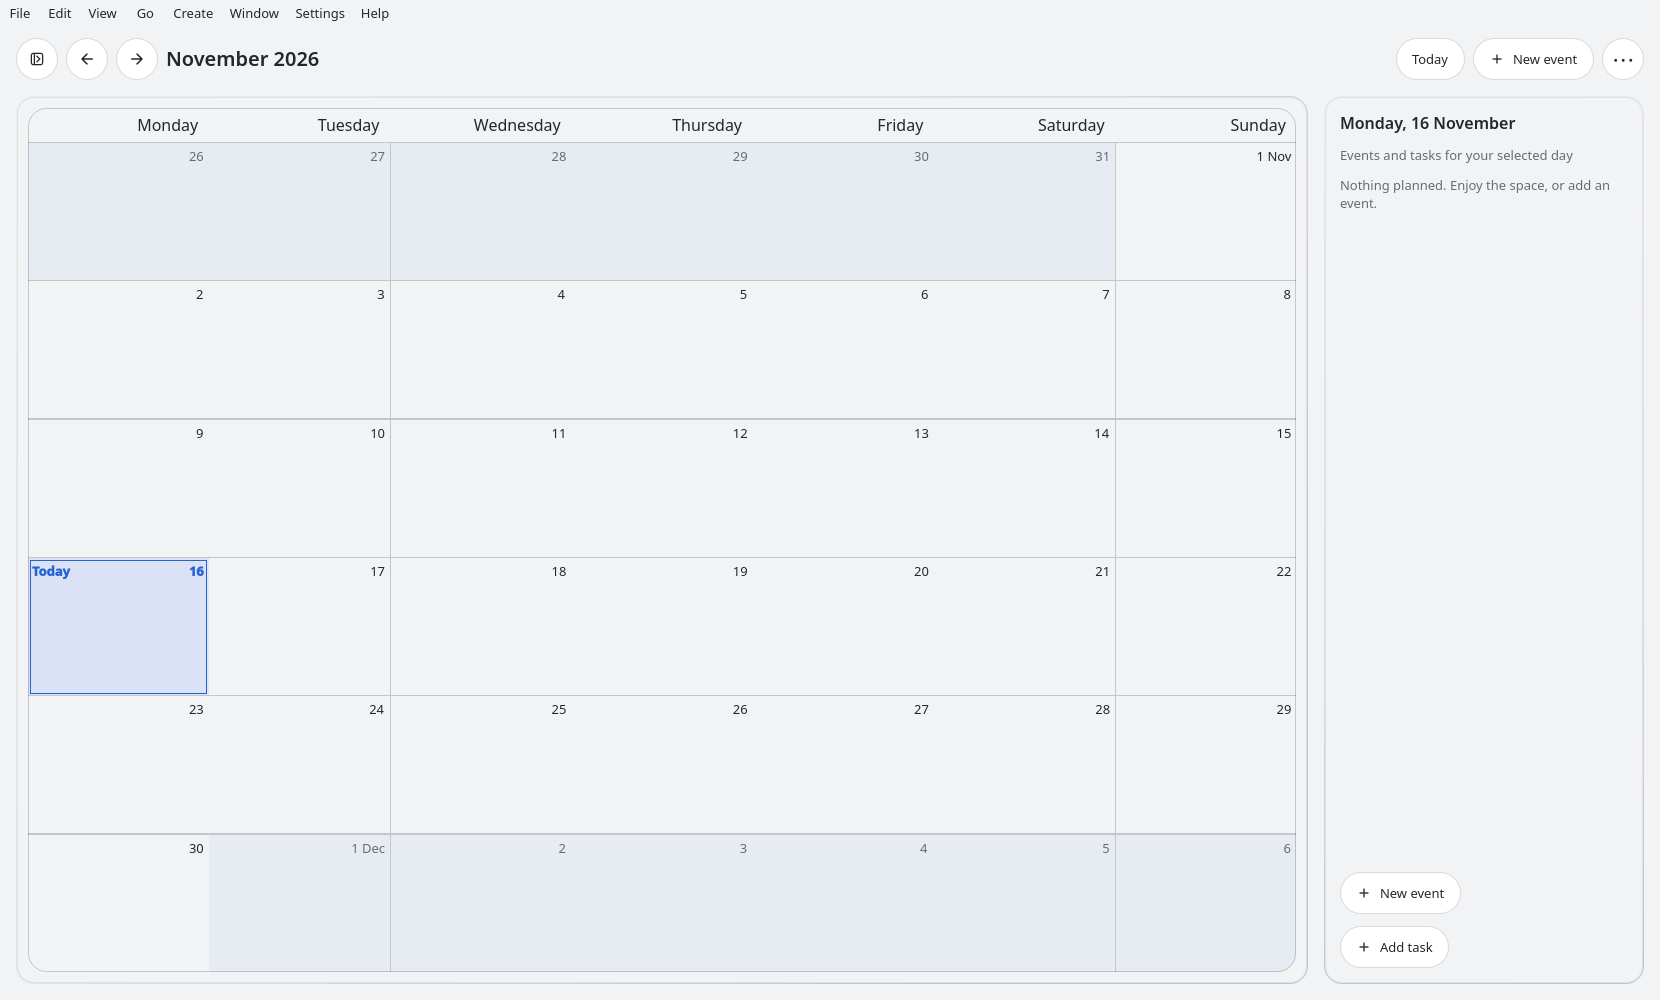 File Edit View Go Create Window Settings Help
November 2026
Today
+ New event
...
Monday Tuesday Wednesday Thursday Friday Saturday Sunday
26 27 28 29 30 31 1 Nov
2 3 4 5 6 7 8
9 10 11 12 13 14 15
Today 16 17 18 19 20 21 22
23 24 25 26 27 28 29
30 1 Dec 2 3 4 5 6
Monday, 16 November
Events and tasks for your selected day
Nothing planned. Enjoy the space, or add an
event.
+ New event
+ Add task